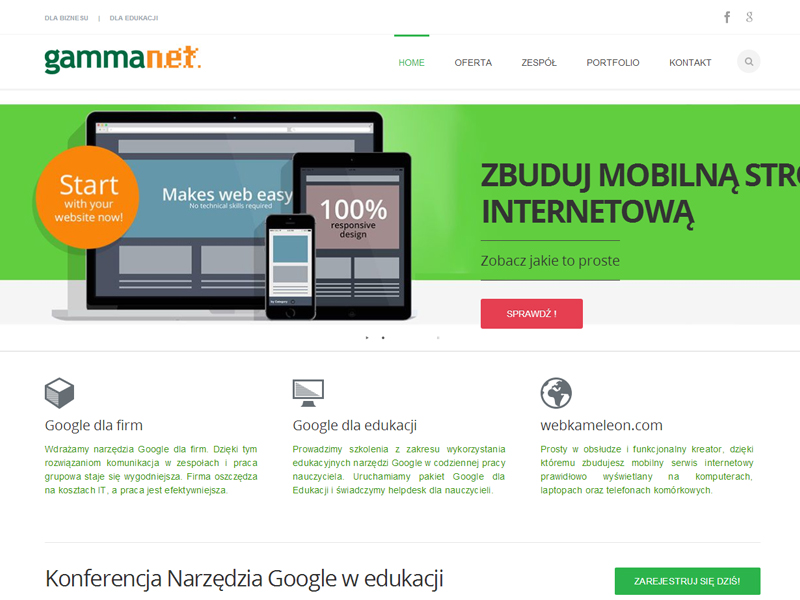 DLA BIZNESU | DLA EDUKACJI
gammanet
HOME OFERTA ZESPÓŁ PORTFOLIO KONTAKT
Start
with your
website now!
Makes web easy
No technical skills required
100%
responsive
design
ZBUDUJ MOBILNĄ STRO
INTERNETOWĄ
Zobacz jakie to proste
SPRAWDŹ !
Google dla firm
Wdrażamy narzędzia Google dla firm. Dzięki tym
rozwiązaniom komunikacja w zespołach i praca
grupowa staje się wygodniejsza. Firma oszczędza
na kosztach IT, a praca jest efektywniejsza.
Google dla edukacji
Prowadzimy szkolenia z zakresu wykorzystania
edukacyjnych narzędzi Google w codziennej pracy
nauczyciela. Uruchamiamy pakiet Google dla
Edukacji i świadczymy helpdesk dla nauczycieli.
webkameleon.com
Prosty w obsłudze i funkcjonalny kreator, dzięki
któremu zbudujesz mobilny serwis internetowy
prawidłowo wyświetlany na komputerach,
laptopach oraz telefonach komórkowych.
Konferencja Narzędzia Google w edukacji
ZAREJESTRUJ SIĘ DZIŚ!